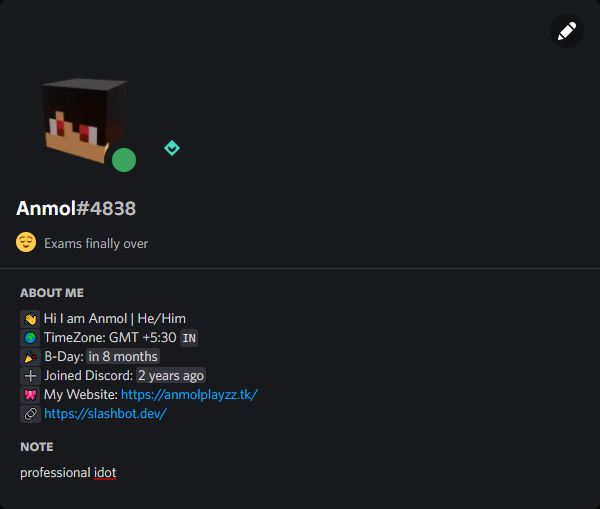 Anmol#4838
Exams finally over
ABOUT ME
Hi I am Anmol | He/Him
TimeZone: GMT +5:30 IN
B-Day: in 8 months
Joined Discord: 2 years ago
My Website: https://anmolplayzz.tk/
https://slashbot.dev/
NOTE
professional idot